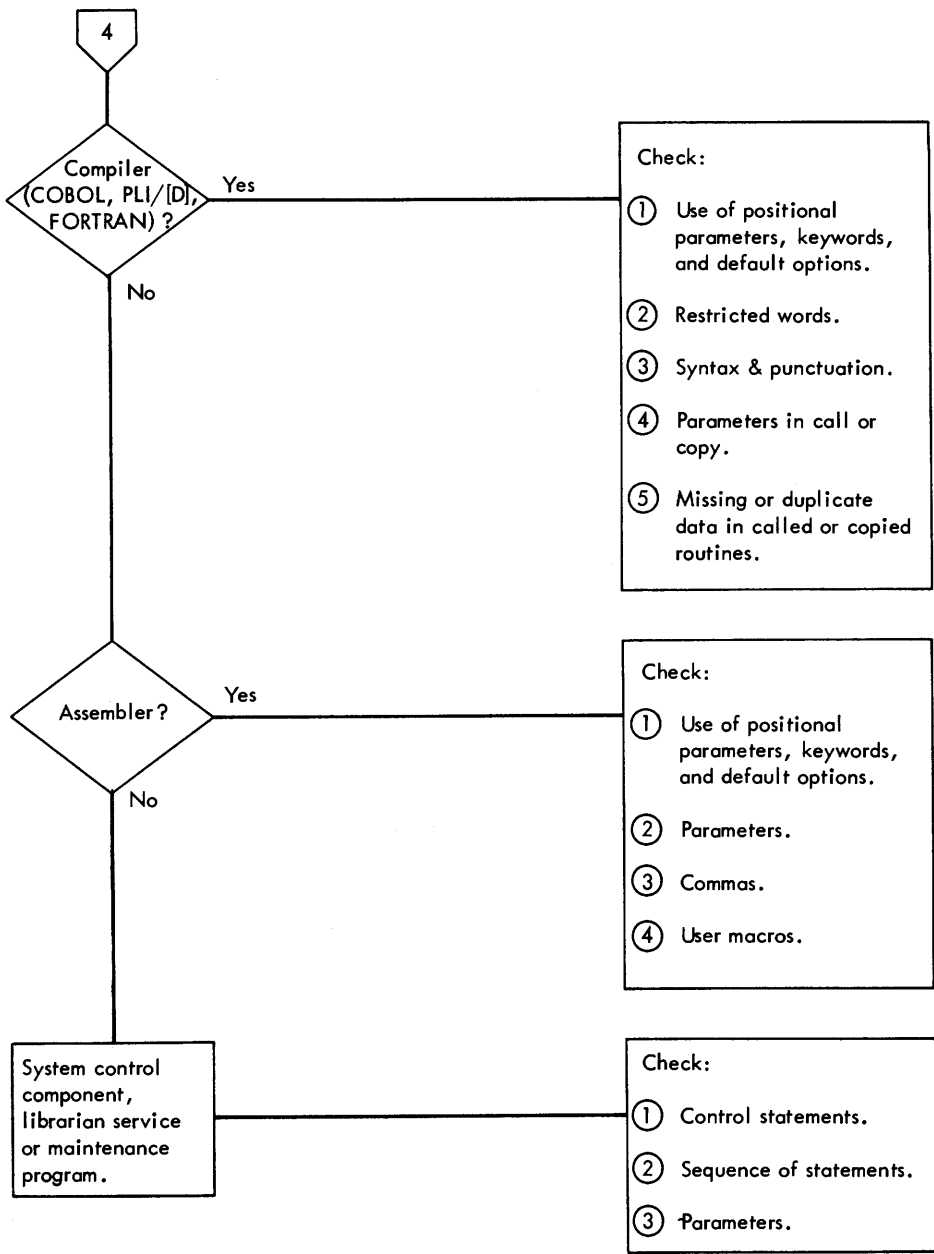 4
Compiler
(COBOL, PLI/[D],
FORTRAN) ?
Yes
No
Check:
1 Use of positional
parameters, keywords,
and default options.
2 Restricted words.
3 Syntax & punctuation.
4 Parameters in call or
copy.
5 Missing or duplicate
data in called or copied
routines.
Assembler ?
Yes
No
Check:
1 Use of positional
parameters, keywords,
and default options.
2 Parameters.
3 Commas.
4 User macros.
System control
component,
librarian service
or maintenance
program.
Check:
1 Control statements.
2 Sequence of statements.
3 Parameters.